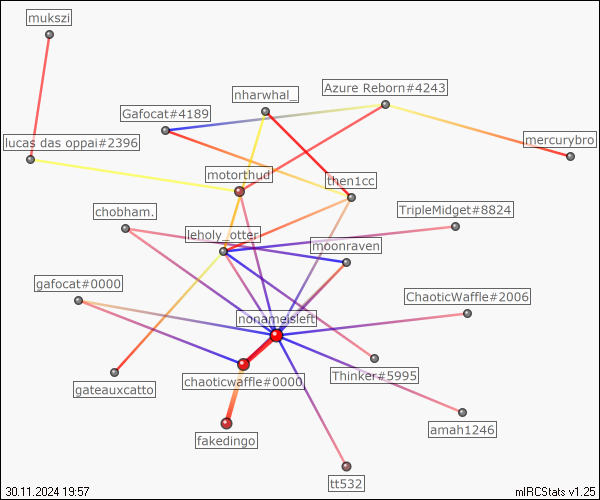 mukszi
Azure Reborn#4243
nharwhal_
Gafocat#4189
mercurybro
lucas das oppai#2396
motorthud
then1cc
chobham.
TripleMidget#8824
leholy_otter
moonraven
gafocat#0000
ChaoticWaffle#2006
nonameisleft
Thinker#5995
chaoticwaffle#0000
gateauxcatto
amah1246
fakedingo
tt532
30.11.2024 19:57
mIRCStats v1.25